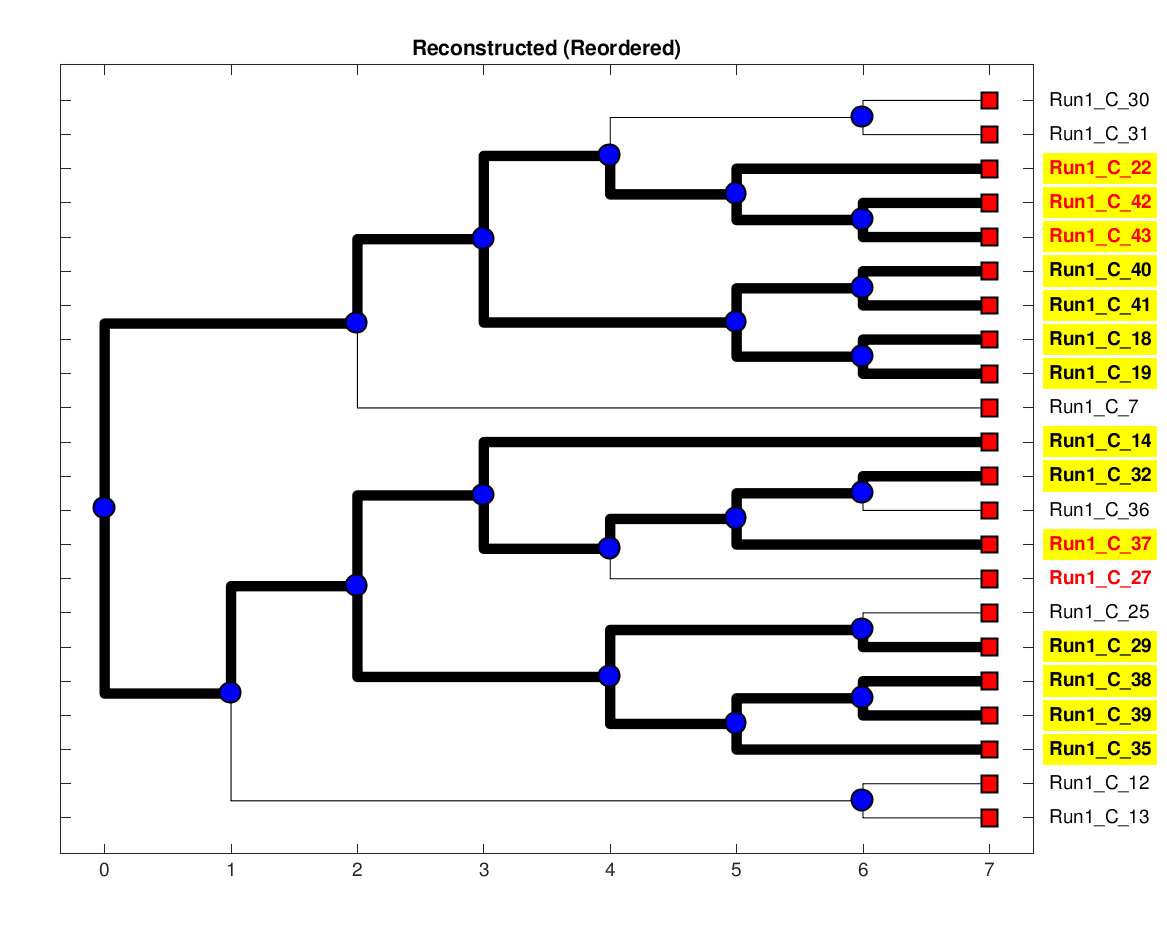 Reconstructed (Reordered)
Run1_C_30
Run1_C_31
Run1_C_22
Run1_C_42
Run1_C_43
Run1_C_40
Run1_C_41
Run1_C_18
Run1_C_19
Run1_C_7
Run1_C_14
Run1_C_32
Run1_C_36
Run1_C_37
Run1_C_27
Run1_C_25
Run1_C_29
Run1_C_38
Run1_C_39
Run1_C_35
Run1_C_12
Run1_C_13
0 1 2 3 4 5 6 7